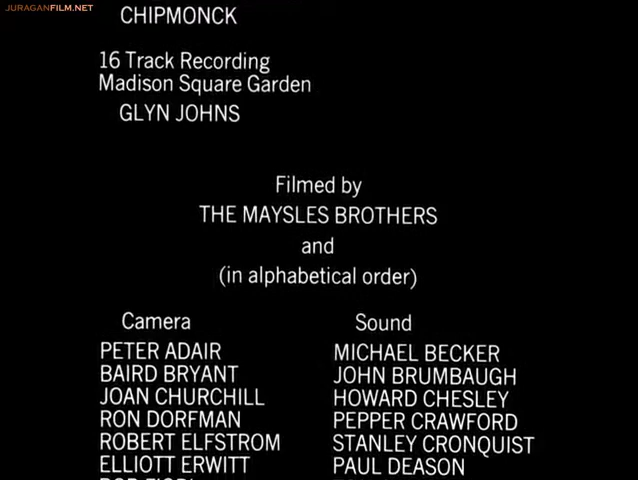 JURAGANFILM.NET
CHIPMONCK
16 Track Recording
Madison Square Garden
GLYN JOHNS
Filmed by
THE MAYSLES BROTHERS
and
(in alphabetical order)
Camera
PETER ADAIR
BAIRD BRYANT
JOAN CHURCHILL
RON DORFMAN
ROBERT ELFSTROM
ELLIOTT ERWITT
Sound
MICHAEL BECKER
JOHN BRUMBAUGH
HOWARD CHESLEY
PEPPER CRAWFORD
STANLEY CRONQUIST
PAUL DEASON